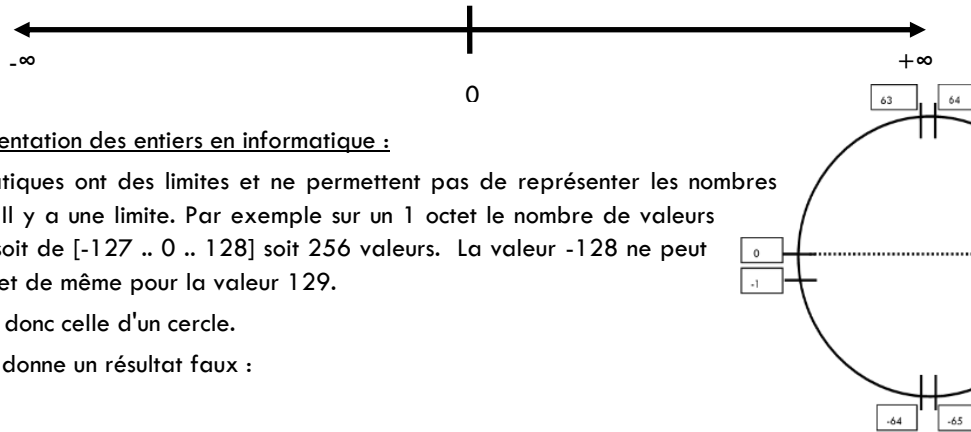 -∞ +∞
0
63 64
entation des entiers en informatique :
atiques ont des limites et ne permettent pas de représenter les nombres
Il y a une limite. Par exemple sur un 1 octet le nombre de valeurs
soit de [-127 .. 0 .. 128] soit 256 valeurs. La valeur -128 ne peut
0
et de même pour la valeur 129.
-1
donc celle d'un cercle.
donne un résultat faux :
-64 -65